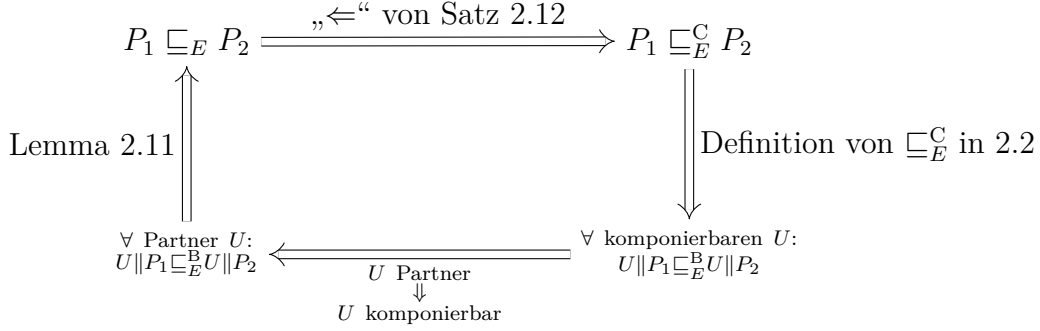 „⇐“ von Satz 2.12
P₁ ⊑_E P₂
P₁ ⊑_E^C P₂
Lemma 2.11
Definition von ⊑_E^C in 2.2
∀ Partner U:
U∥P₁⊑_E^B U∥P₂
∀ komponierbaren U:
U∥P₁⊑_E^B U∥P₂
U Partner
⇓
U komponierbar